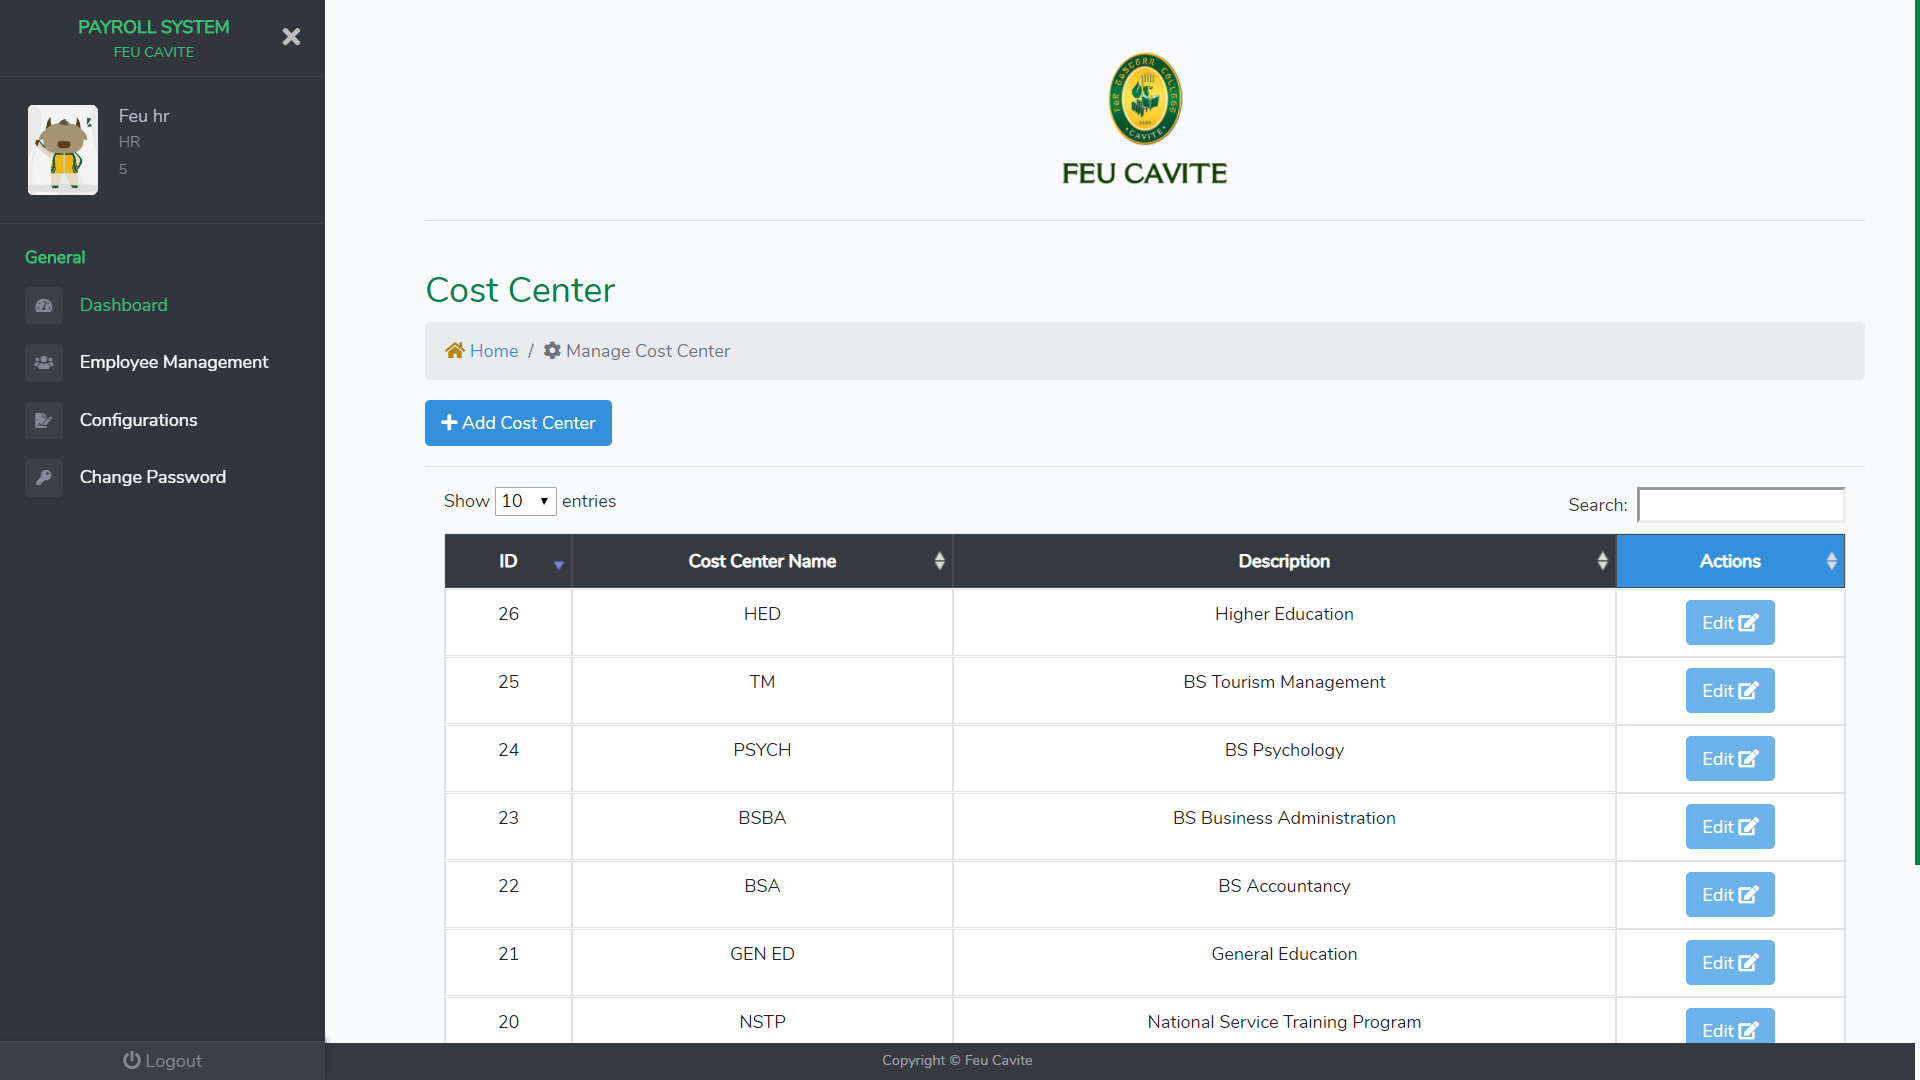 PAYROLL SYSTEM
FEU CAVITE
Feu hr
HR
5
General
Dashboard
Employee Management
Configurations
Change Password
Logout
FAR EASTERN COLLEGE
CAVITE
FEU CAVITE
Cost Center
Home / Manage Cost Center
Add Cost Center
Show 10 entries
Search:
ID Cost Center Name Description Actions
26 HED Higher Education Edit
25 TM BS Tourism Management Edit
24 PSYCH BS Psychology Edit
23 BSBA BS Business Administration Edit
22 BSA BS Accountancy Edit
21 GEN ED General Education Edit
20 NSTP National Service Training Program Edit
Copyright © Feu Cavite